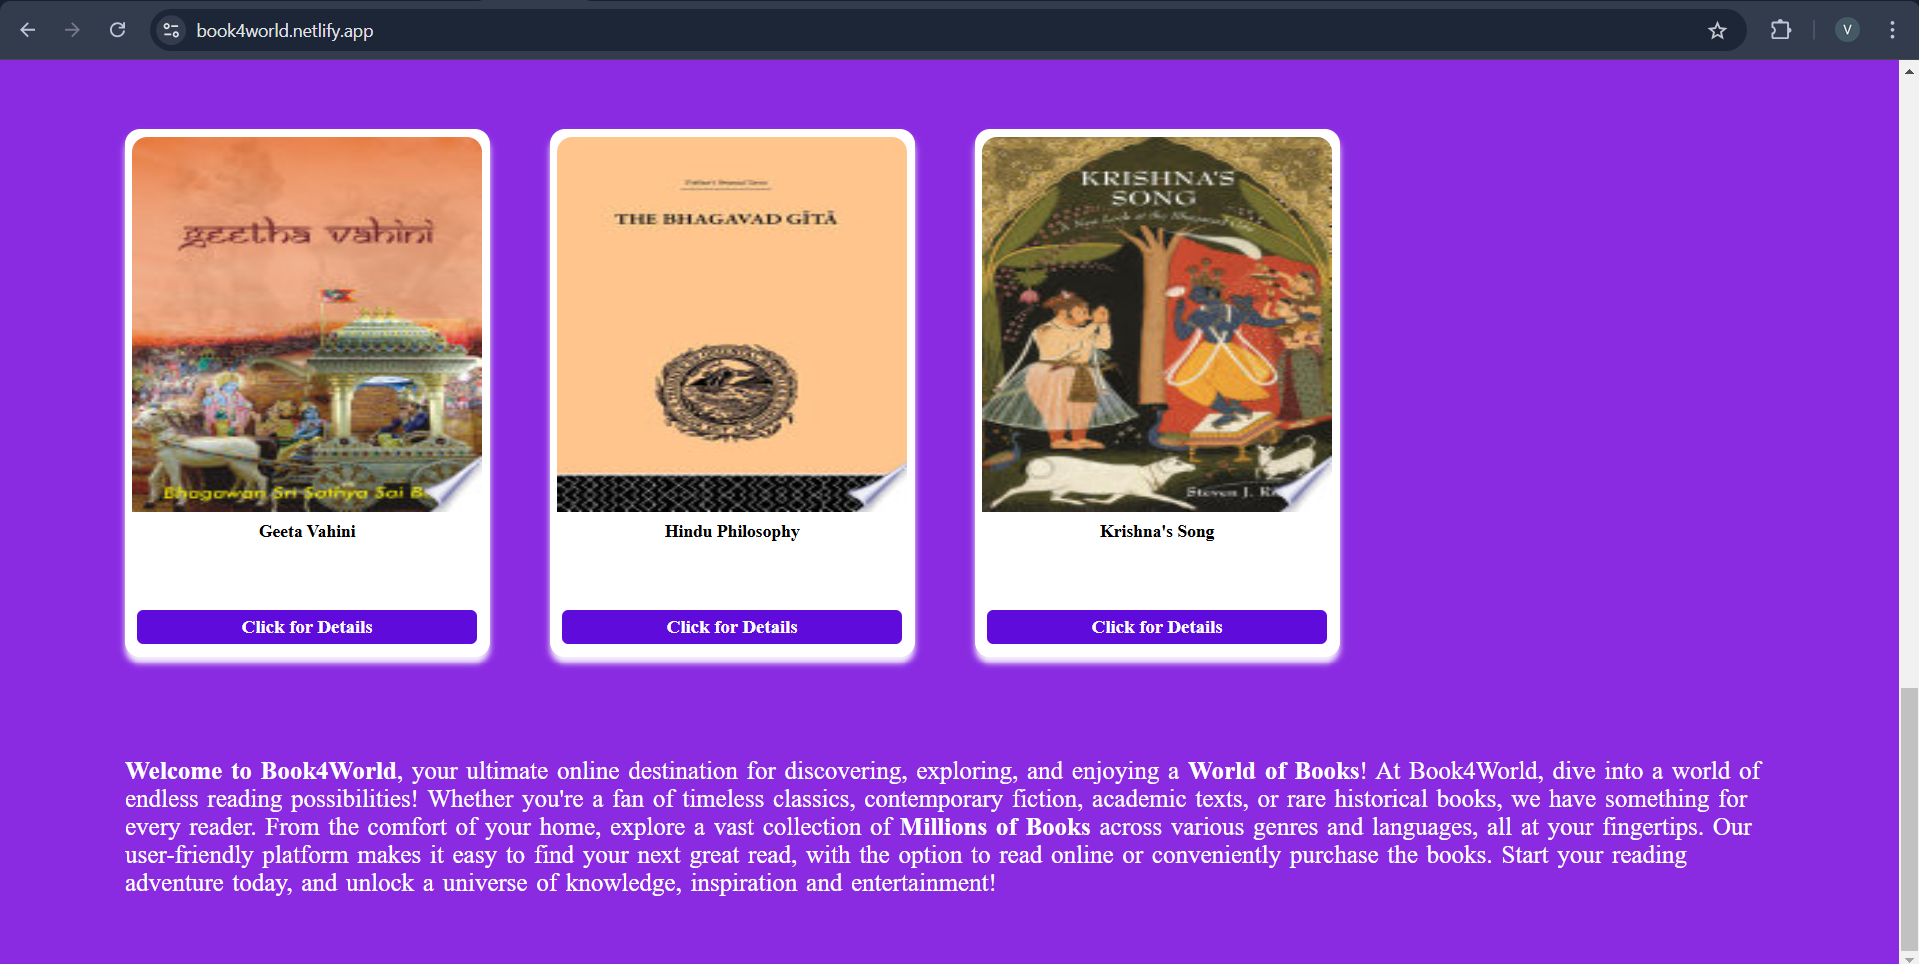 book4world.netlify.app
V
geetha vahini
Bhagawan Sri Sathya Sai B
Geeta Vahini
Click for Details
THE BHAGAVAD GĪTĀ
Hindu Philosophy
Click for Details
KRISHNA'S
SONG
Steven J.
Krishna's Song
Click for Details
Welcome to Book4World, your ultimate online destination for discovering, exploring, and enjoying a World of Books! At Book4World, dive into a world of
endless reading possibilities! Whether you're a fan of timeless classics, contemporary fiction, academic texts, or rare historical books, we have something for
every reader. From the comfort of your home, explore a vast collection of Millions of Books across various genres and languages, all at your fingertips. Our
user-friendly platform makes it easy to find your next great read, with the option to read online or conveniently purchase the books. Start your reading
adventure today, and unlock a universe of knowledge, inspiration and entertainment!